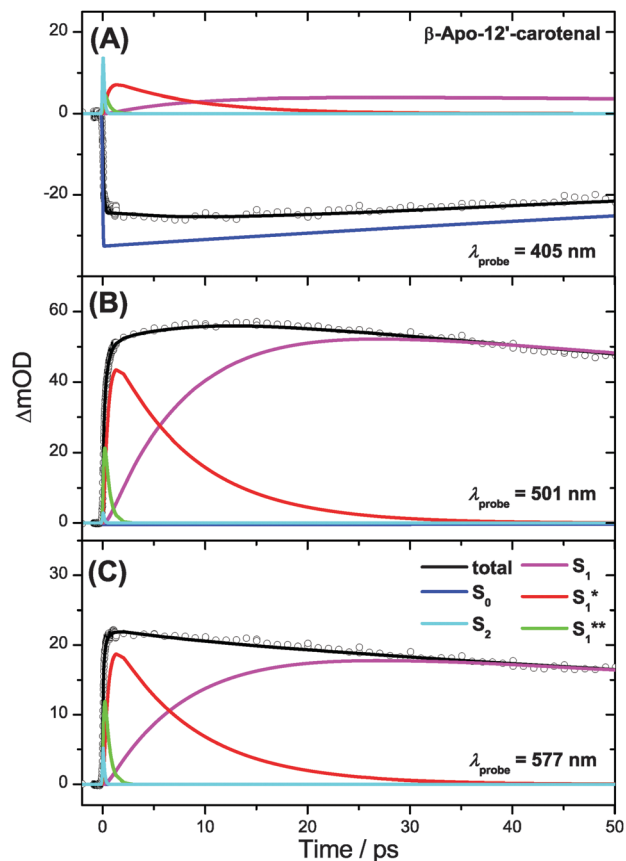 (A)
β-Apo-12'-carotenal
20
0
-20
λprobe = 405 nm
(B)
60
40
20
0
ΔmOD
λprobe = 501 nm
(C)
30
20
10
0
total
S0
S2
S1
S1*
S1**
λprobe = 577 nm
0 10 20 30 40 50
Time / ps